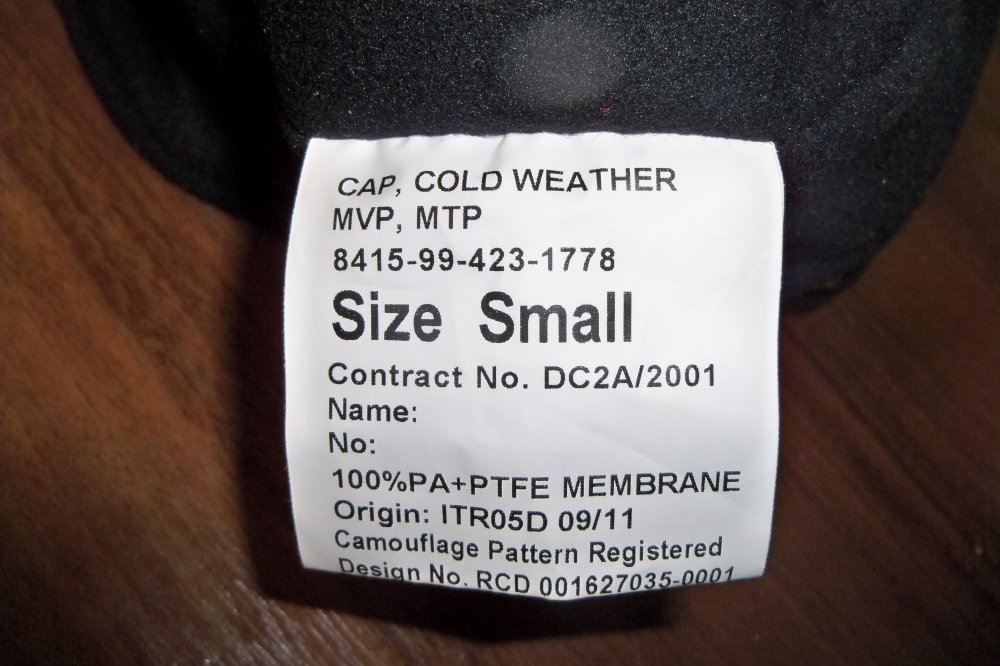 CAP, COLD WEATHER
MVP, MTP
8415-99-423-1778
Size Small
Contract No. DC2A/2001
Name:
No:
100%PA+PTFE MEMBRANE
Origin: ITR05D 09/11
Camouflage Pattern Registered
Design No. RCD 001627035-0001